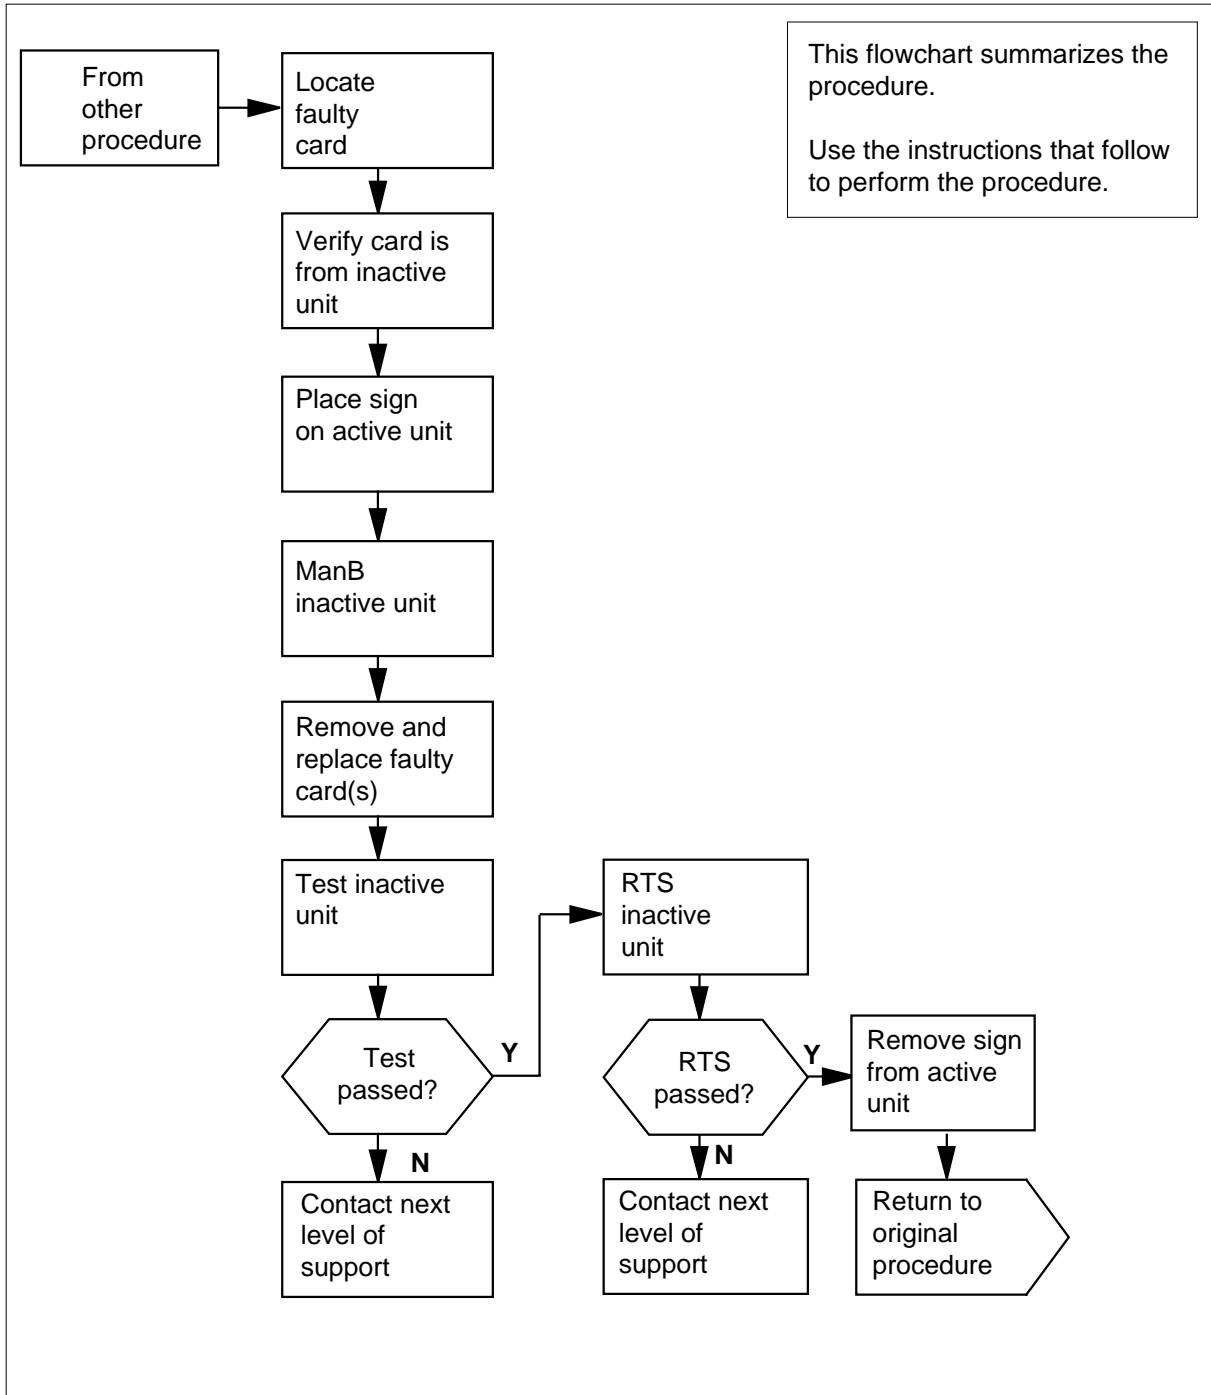 From
other
procedure
Locate
faulty
card
This flowchart summarizes the
procedure.
Use the instructions that follow
to perform the procedure.
Verify card is
from inactive
unit
Place sign
on active unit
ManB
inactive unit
Remove and
replace faulty
card(s)
Test inactive
unit
Test
passed?
Y
N
Contact next
level of
support
RTS
inactive
unit
RTS
passed?
Y
N
Contact next
level of
support
Remove sign
from active
unit
Return to
original
procedure